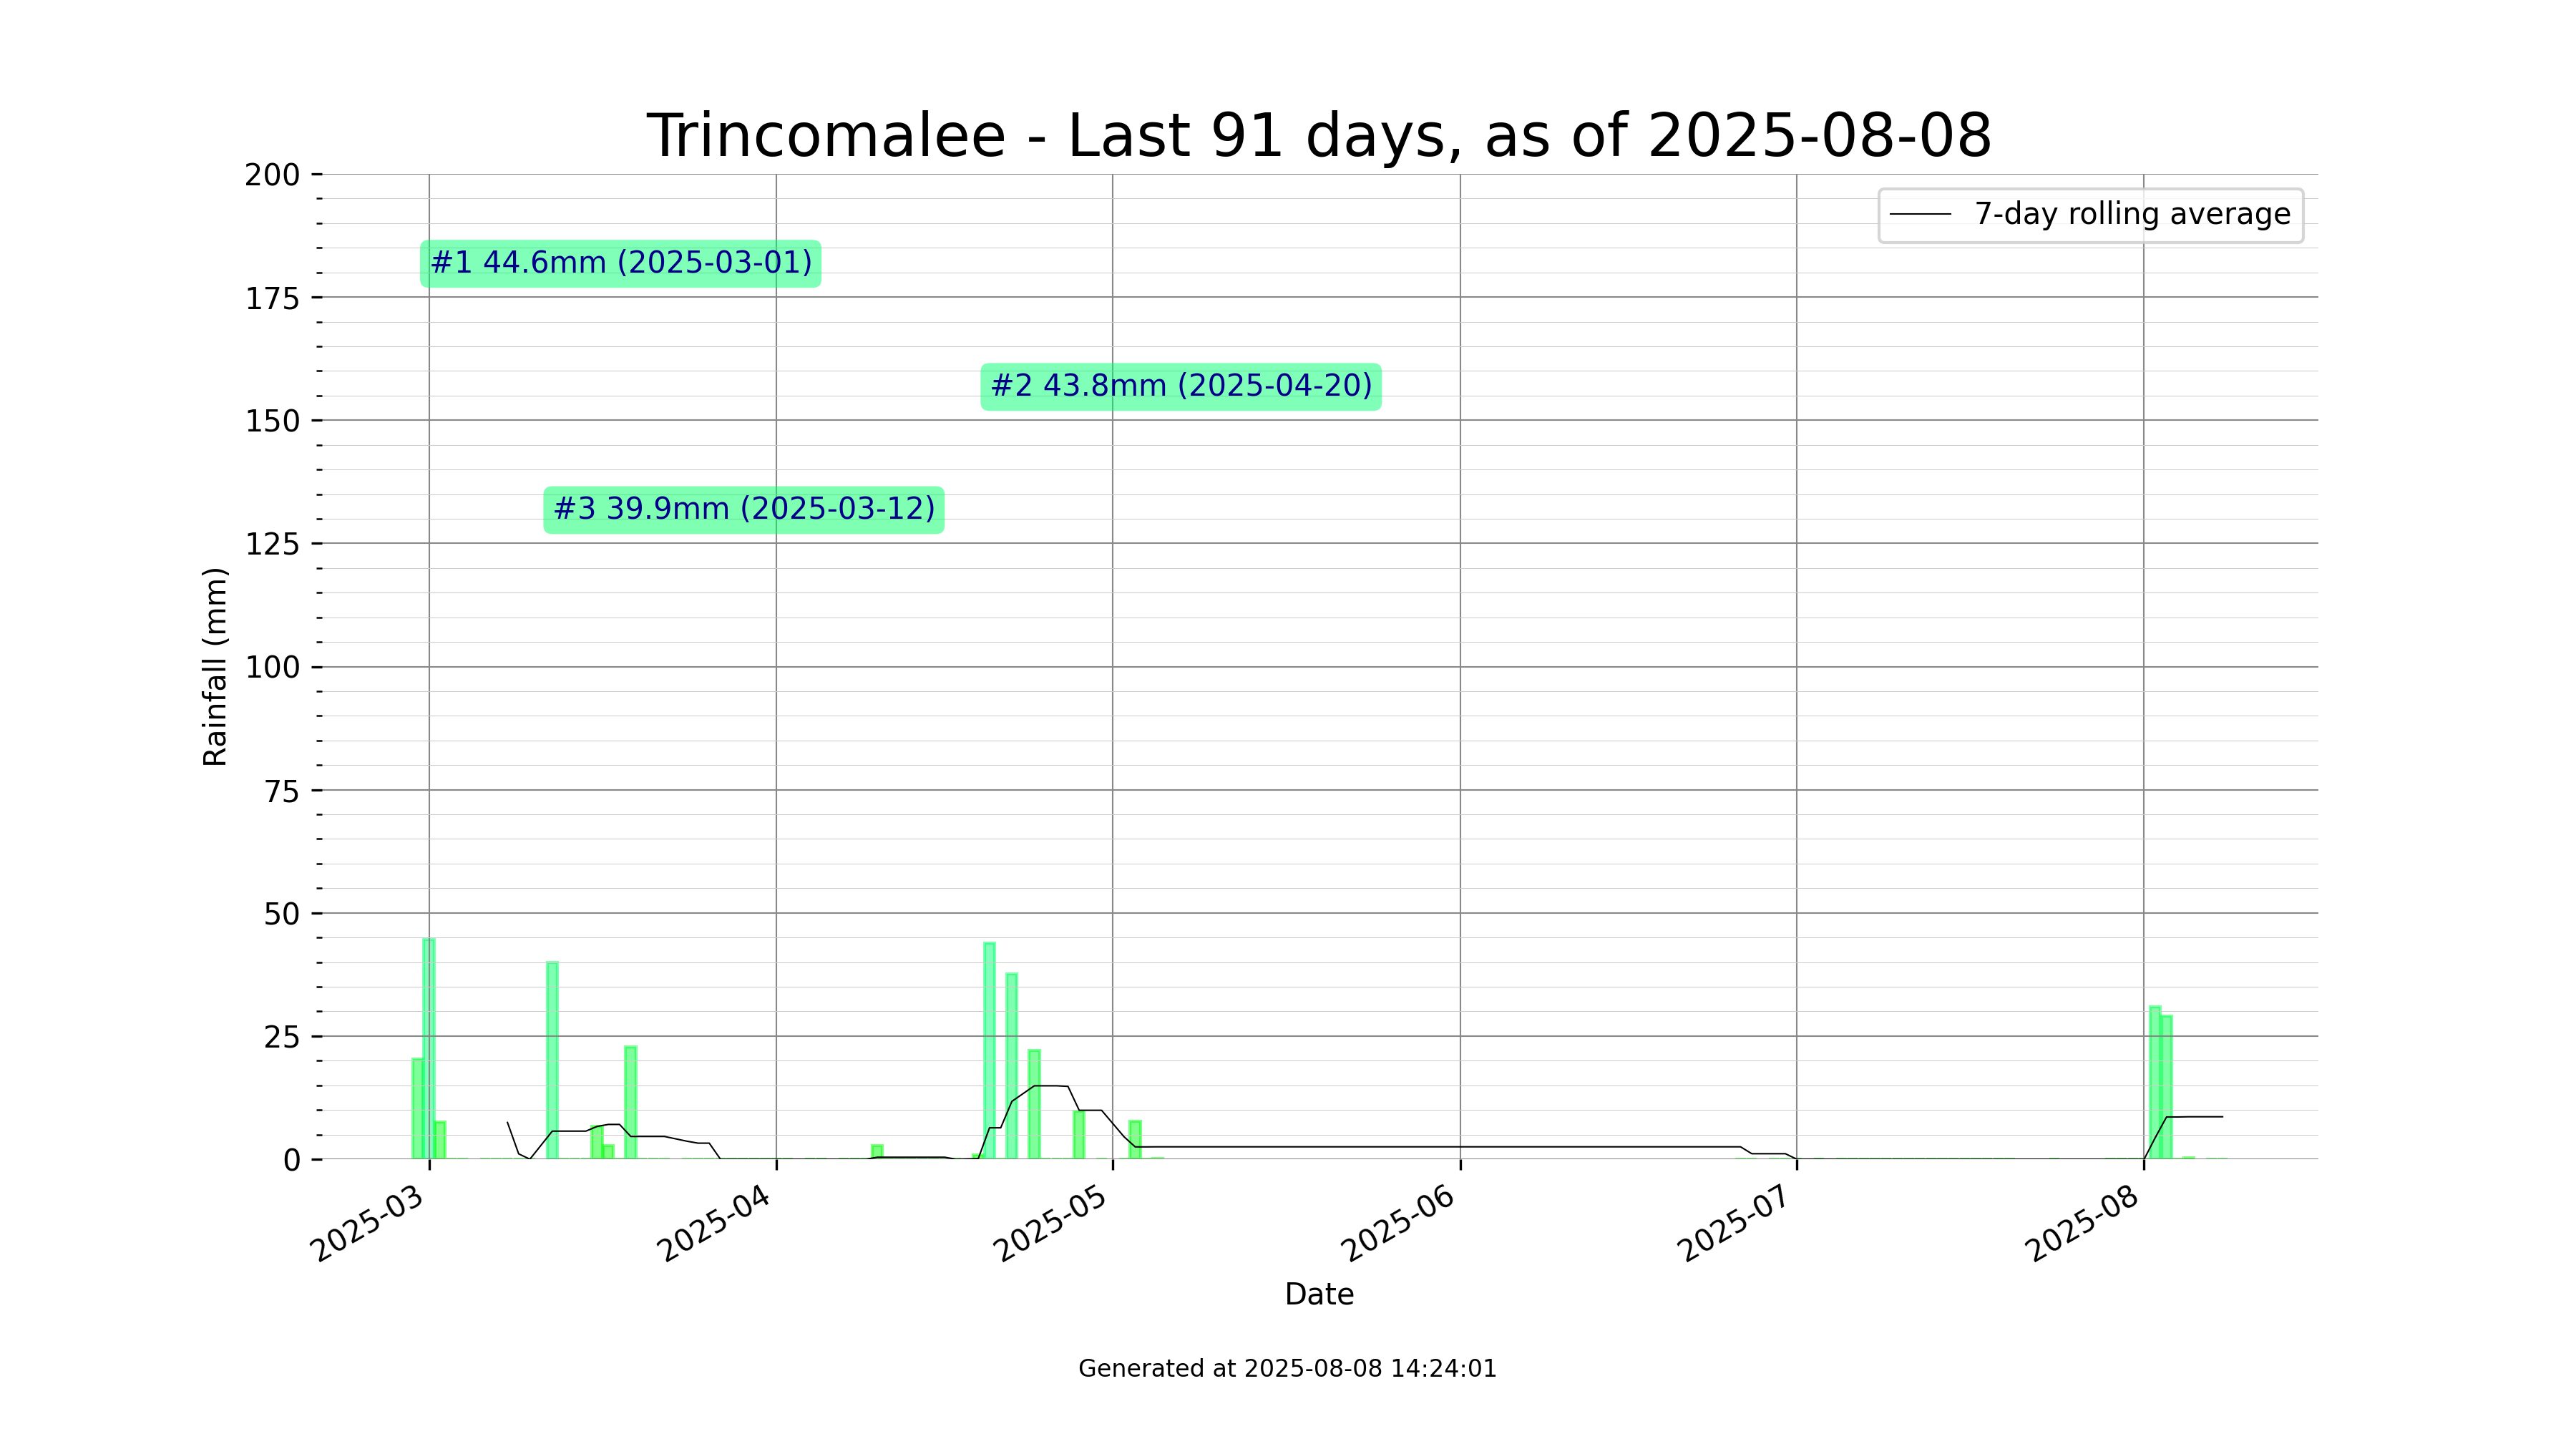 Trincomalee - Last 91 days, as of 2025-08-08
7-day rolling average
#1 44.6mm (2025-03-01)
#2 43.8mm (2025-04-20)
#3 39.9mm (2025-03-12)
Rainfall (mm)
200
175
150
125
100
75
50
25
0
2025-03
2025-04
2025-05
2025-06
2025-07
2025-08
Date
Generated at 2025-08-08 14:24:01